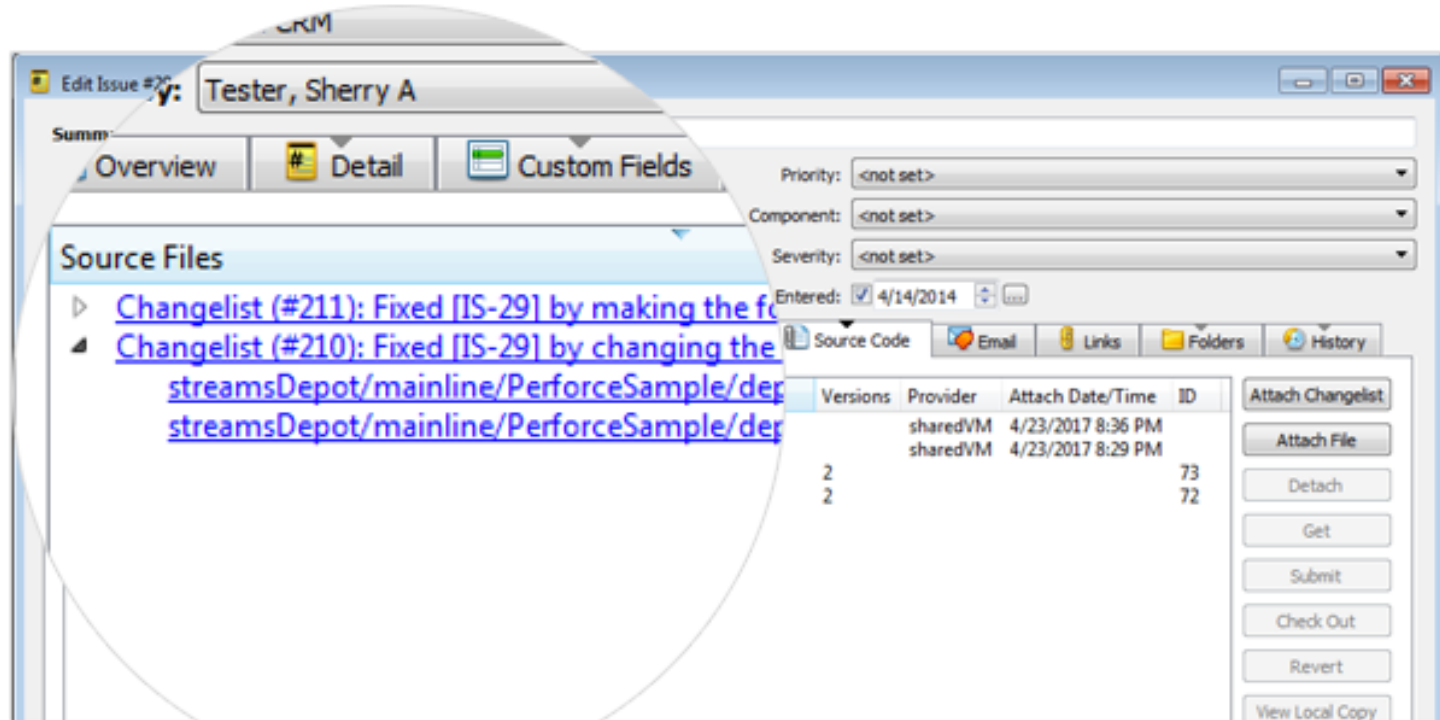 CRM
Edit Issue #29
y: Tester, Sherry A
Summ
Overview Detail Custom Fields
Priority: <not set>
Component: <not set>
Severity: <not set>
Entered: 4/14/2014 ...
Source Code Email Links Folders History
Source Files Versions Provider Attach Date/Time ID
Changelist (#211): Fixed [IS-29] by making the fo sharedVM 4/23/2017 8:36 PM
Changelist (#210): Fixed [IS-29] by changing the sharedVM 4/23/2017 8:29 PM
streamsDepot/mainline/PerforceSample/dep 2 73
streamsDepot/mainline/PerforceSample/dep 2 72
Attach Changelist
Attach File
Detach
Get
Submit
Check Out
Revert
View Local Copy